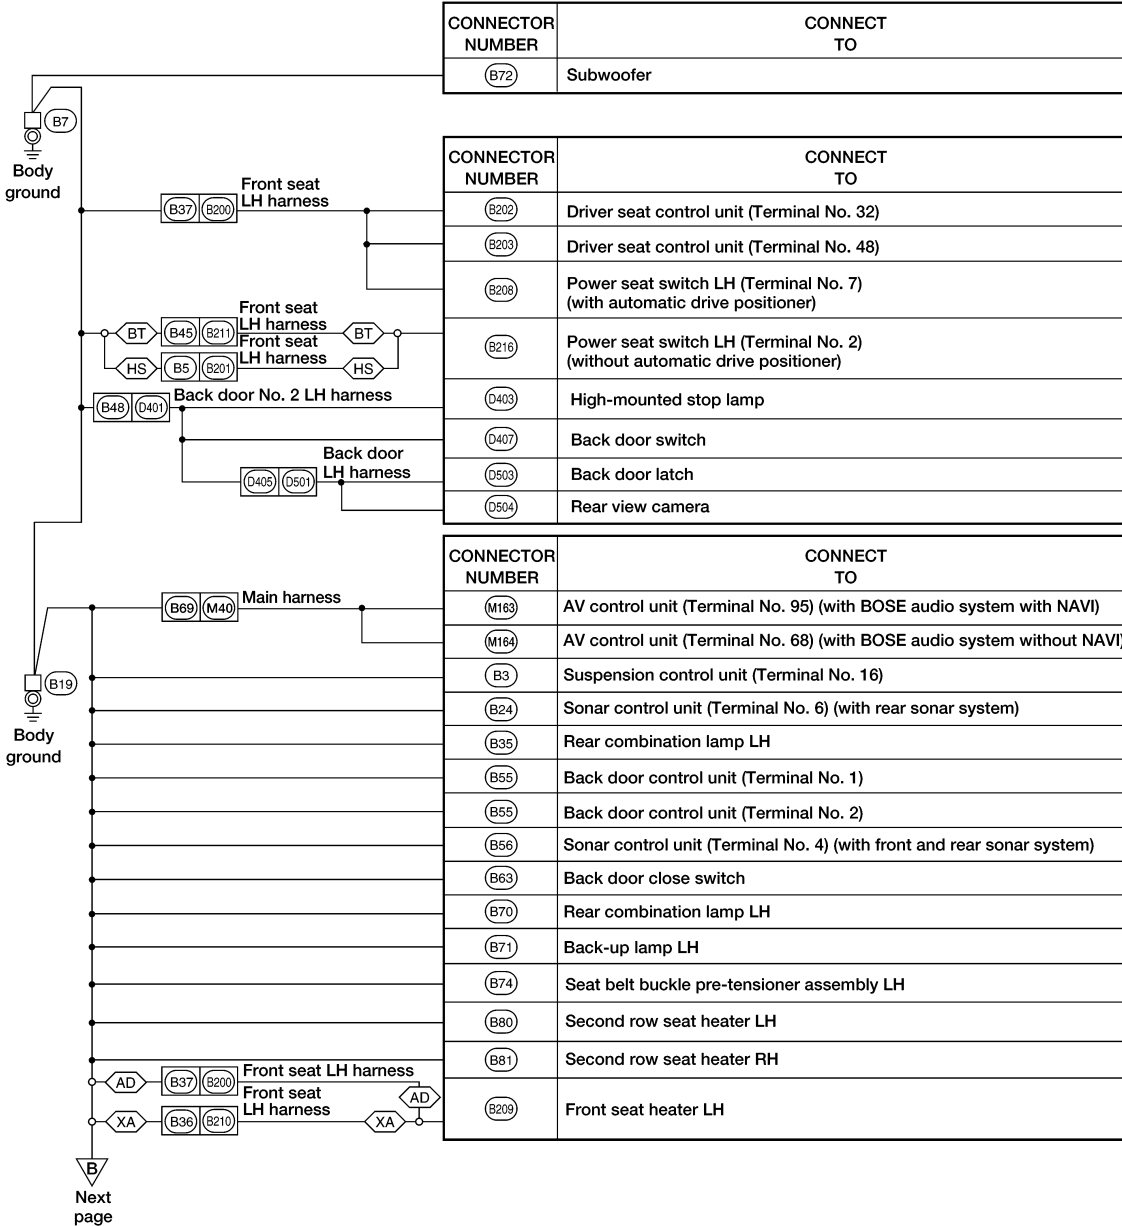 CONNECTOR NUMBER CONNECT TO
B72 Subwoofer
B7
Body
ground
CONNECTOR NUMBER CONNECT TO
Front seat
LH harness
B37 B200
B202 Driver seat control unit (Terminal No. 32)
B203 Driver seat control unit (Terminal No. 48)
B208 Power seat switch LH (Terminal No. 7)
(with automatic drive positioner)
Front seat
LH harness
BT B45 B211 BT
Front seat
LH harness
HS B5 B201 HS
B216 Power seat switch LH (Terminal No. 2)
(without automatic drive positioner)
Back door No. 2 LH harness
B48 D401
D403 High-mounted stop lamp
D407 Back door switch
Back door
LH harness
D405 D501
D503 Back door latch
D504 Rear view camera
CONNECTOR NUMBER CONNECT TO
Main harness
B69 M40
M163 AV control unit (Terminal No. 95) (with BOSE audio system with NAVI)
M164 AV control unit (Terminal No. 68) (with BOSE audio system without NAVI)
B19
Body
ground
B3 Suspension control unit (Terminal No. 16)
B24 Sonar control unit (Terminal No. 6) (with rear sonar system)
B35 Rear combination lamp LH
B55 Back door control unit (Terminal No. 1)
B55 Back door control unit (Terminal No. 2)
B56 Sonar control unit (Terminal No. 4) (with front and rear sonar system)
B63 Back door close switch
B70 Rear combination lamp LH
B71 Back-up lamp LH
B74 Seat belt buckle pre-tensioner assembly LH
B80 Second row seat heater LH
B81 Second row seat heater RH
Front seat LH harness
AD B37 B200 AD
Front seat
LH harness
XA B36 B210 XA
B209 Front seat heater LH
B
Next
page